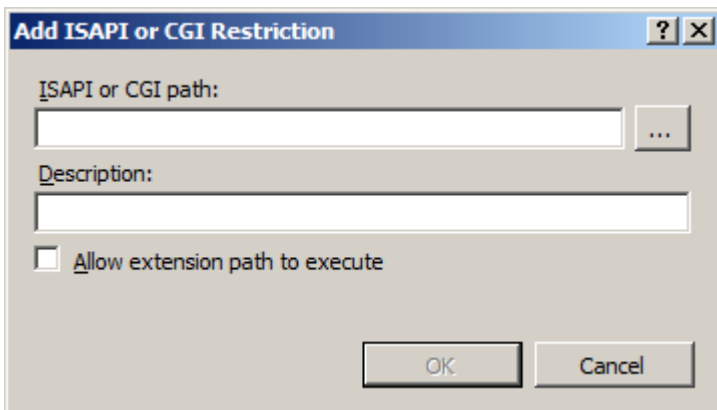 Add ISAPI or CGI Restriction ?
ISAPI or CGI path:
...
Description:
Allow extension path to execute
OK Cancel